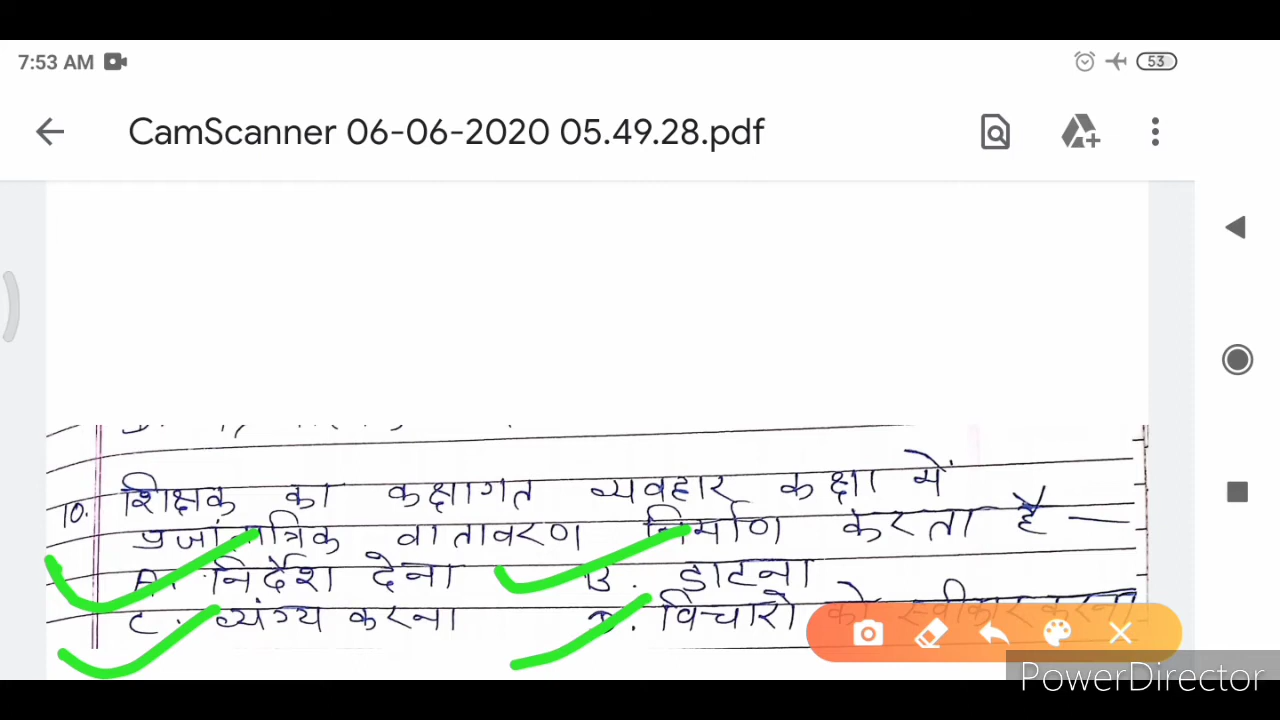 7:53 AM
53
CamScanner 06-06-2020 05.49.28.pdf
10. शिक्षक का कक्षागत व्यवहार कक्षा में
प्रजातांत्रिक वातावरण निर्माण करता है —
A. निर्देश देना B. डाटना
C. व्यंग्य करना D. विचारो को स्वीकार करना
PowerDirector